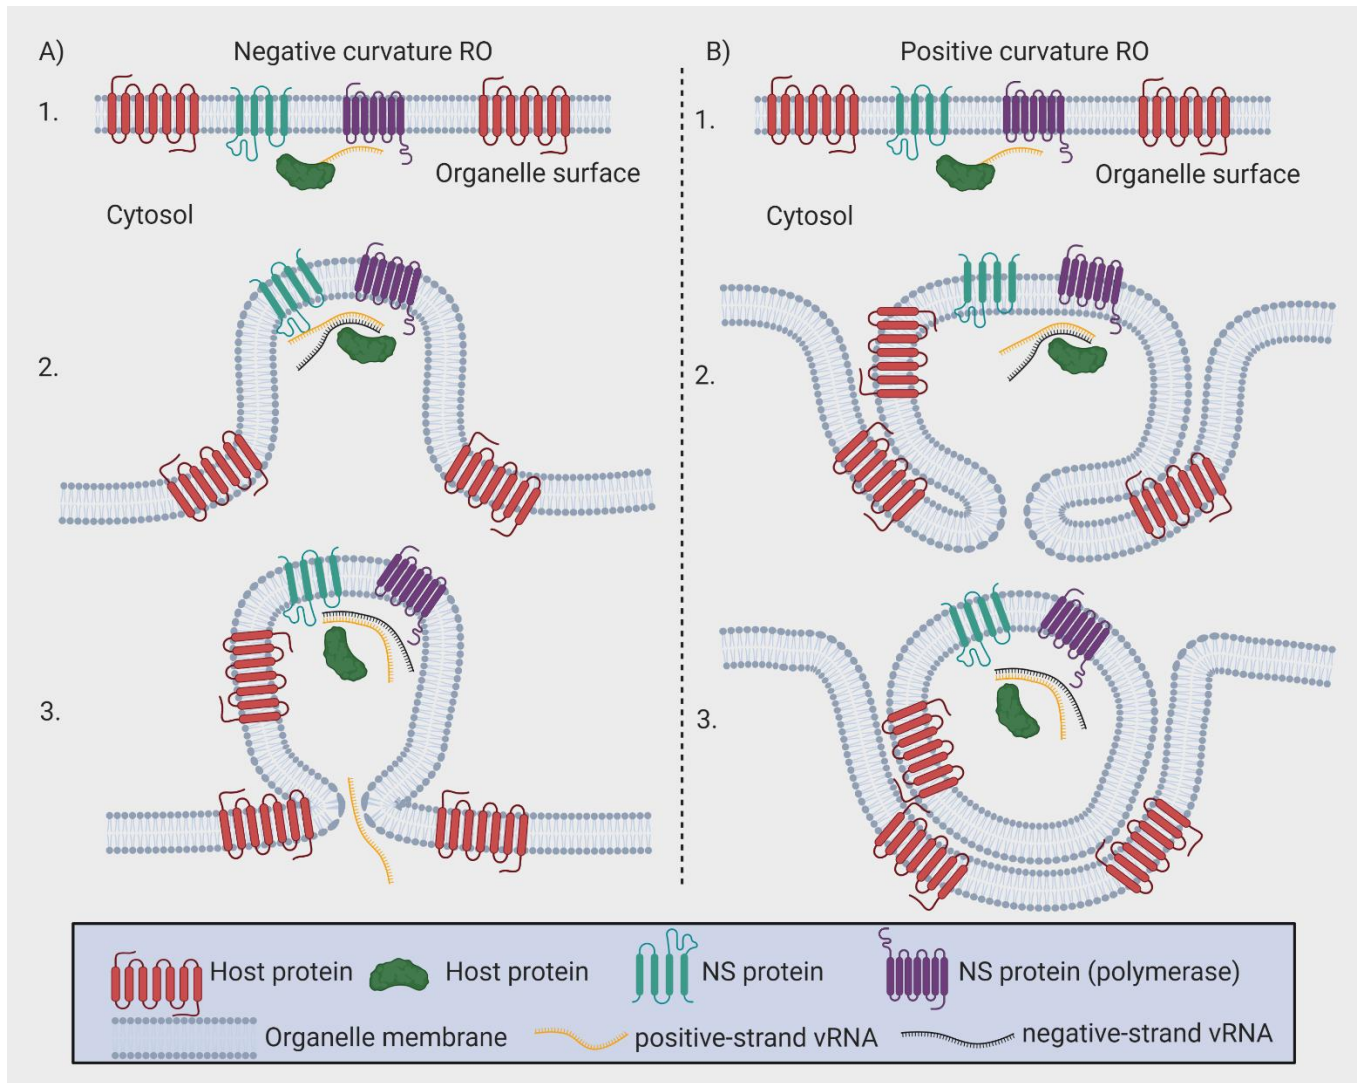 A)
Negative curvature RO
1.
Organelle surface
Cytosol
2.
3.
B)
Positive curvature RO
1.
Organelle surface
Cytosol
2.
3.
Host protein
Host protein
NS protein
NS protein (polymerase)
Organelle membrane
positive-strand vRNA
negative-strand vRNA